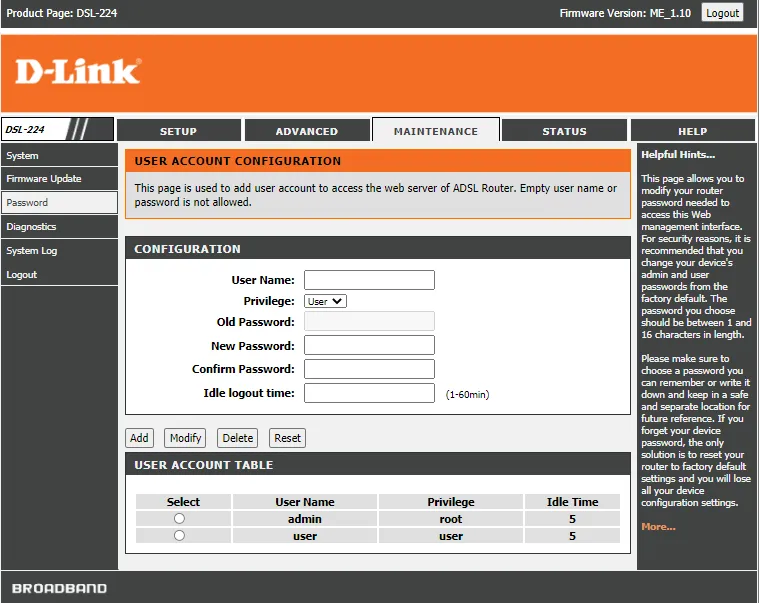 Product Page: DSL-224
Firmware Version: ME_1.10
Logout
D-Link
DSL-224
SETUP
ADVANCED
MAINTENANCE
STATUS
HELP
System
Firmware Update
Password
Diagnostics
System Log
Logout
USER ACCOUNT CONFIGURATION
This page is used to add user account to access the web server of ADSL Router. Empty user name or
password is not allowed.
CONFIGURATION
User Name:
Privilege: User
Old Password:
New Password:
Confirm Password:
Idle logout time: (1-60min)
Add Modify Delete Reset
USER ACCOUNT TABLE
Select User Name Privilege Idle Time
admin root 5
user user 5
Helpful Hints...
This page allows you to
modify your router
password needed to
access this Web
management interface.
For security reasons, it is
recommended that you
change your device's
admin and user
passwords from the
factory default. The
password you choose
should be between 1 and
16 characters in length.
Please make sure to
choose a password you
can remember or write it
down and keep in a safe
and separate location for
future reference. If you
forget your device
password, the only
solution is to reset your
router to factory default
settings and you will lose
all your device
configuration settings.
More...
BROADBAND